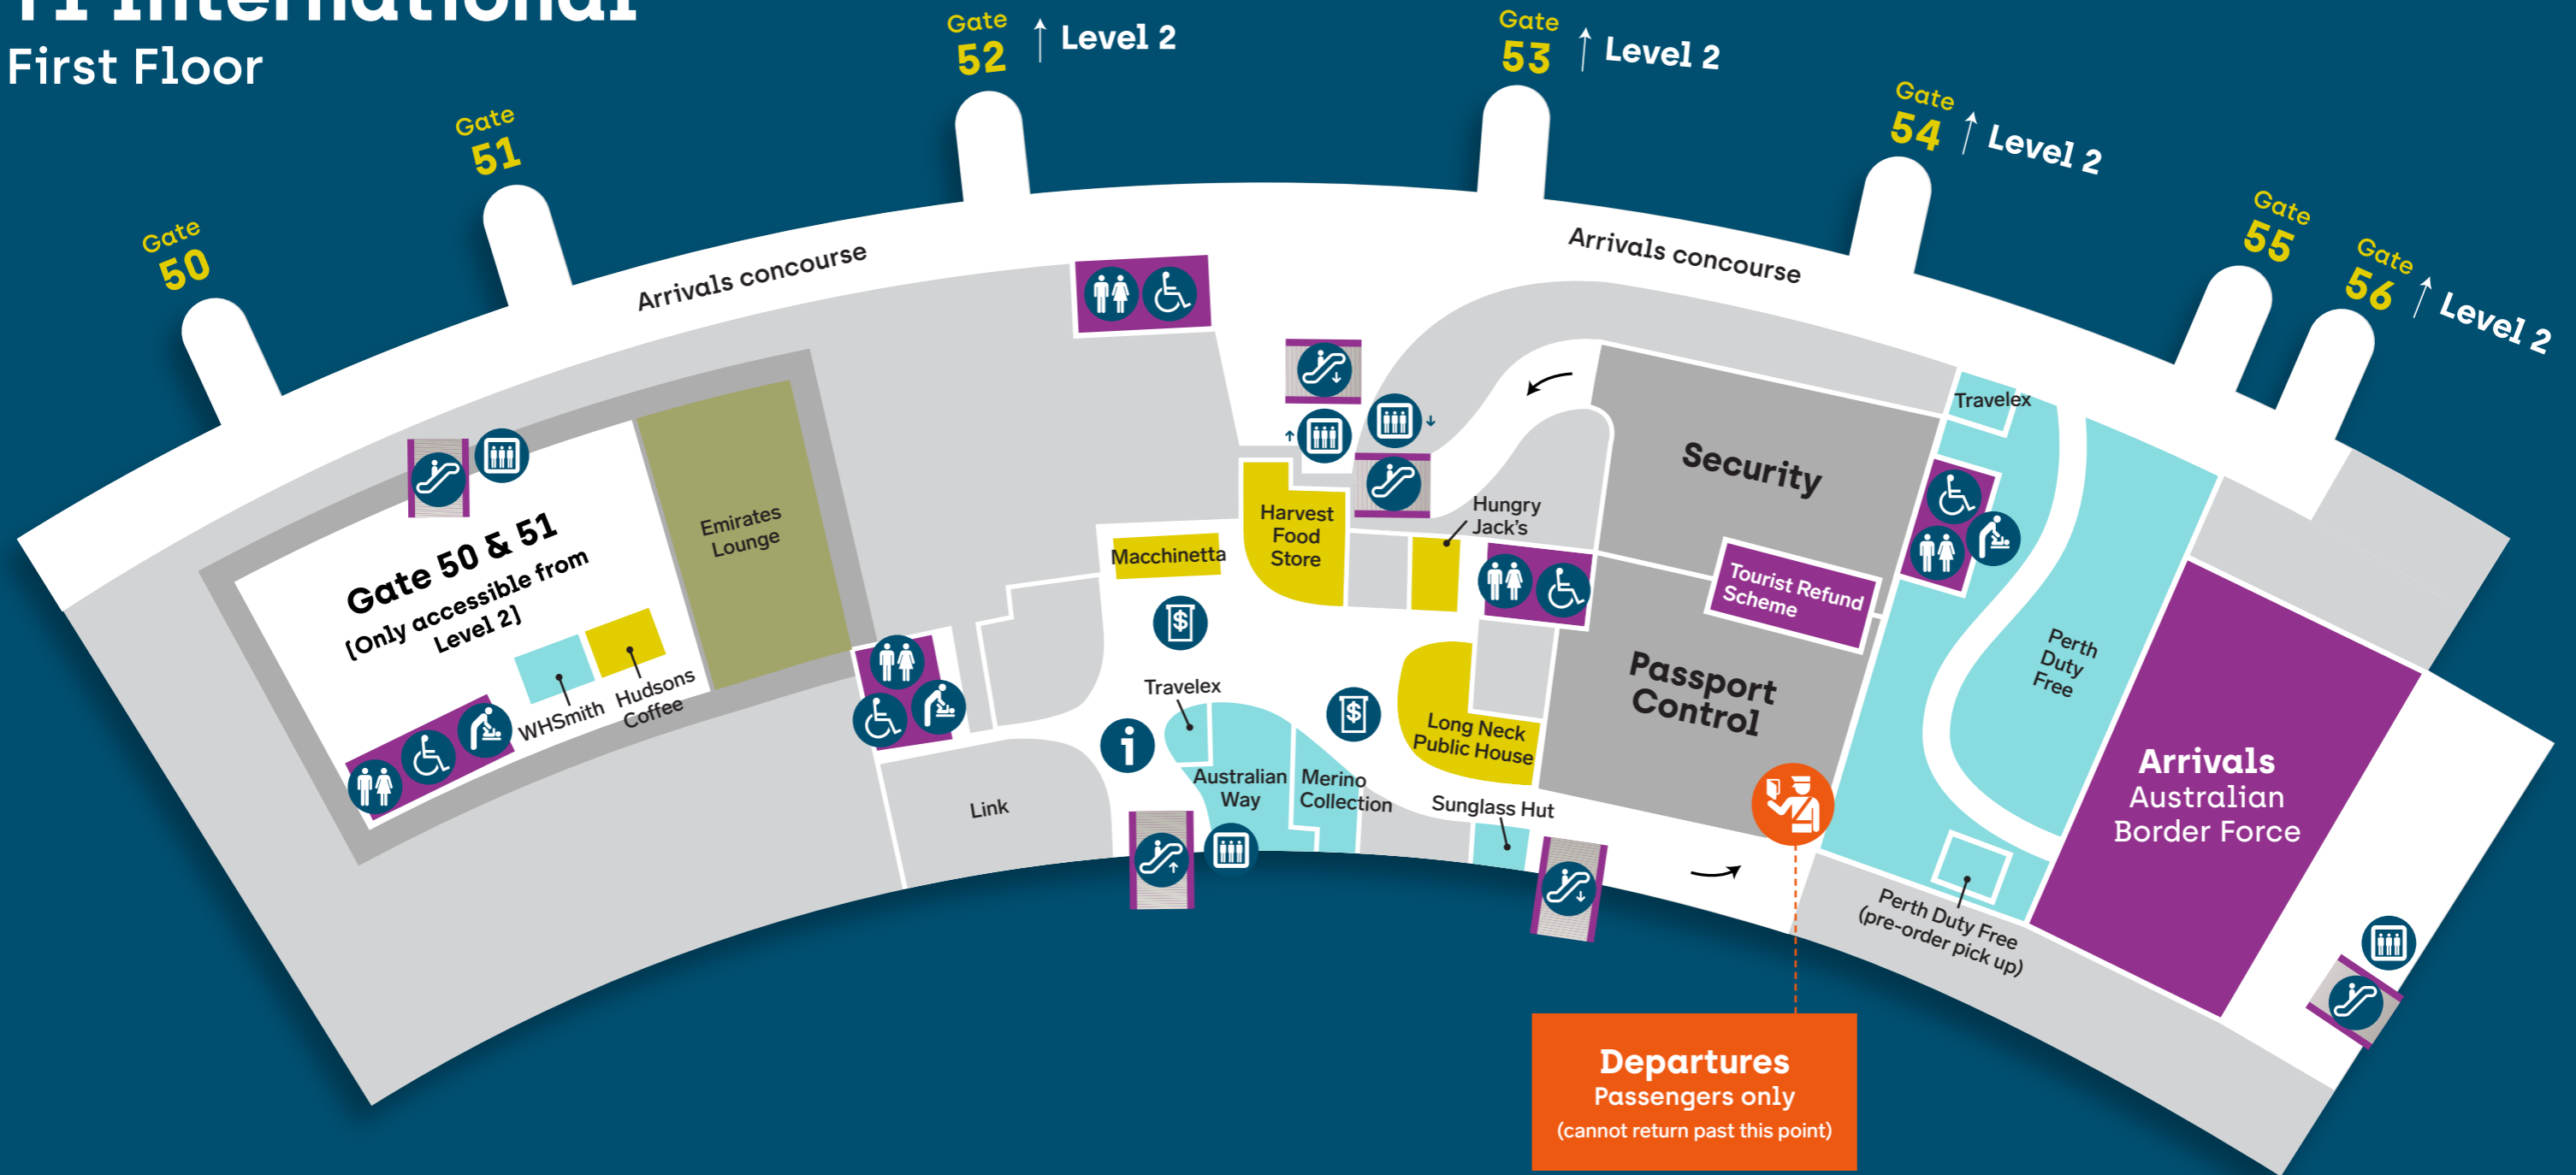 T1 International
First Floor
Gate
50
Gate
51
Gate
52
↑ Level 2
Gate
53
↑ Level 2
Gate
54
↑ Level 2
Gate
55
Gate
56
↑ Level 2
Arrivals concourse
Arrivals concourse
Gate 50 & 51
(Only accessible from
Level 2)
WHSmith
Hudsons
Coffee
Emirates
Lounge
Link
Macchinetta
Harvest
Food
Store
Hungry
Jack's
Travelex
Australian
Way
Merino
Collection
Long Neck
Public House
Sunglass Hut
Security
Tourist Refund
Scheme
Passport
Control
Travelex
Perth
Duty
Free
Perth Duty Free
(pre-order pick up)
Arrivals
Australian
Border Force
Departures
Passengers only
(cannot return past this point)